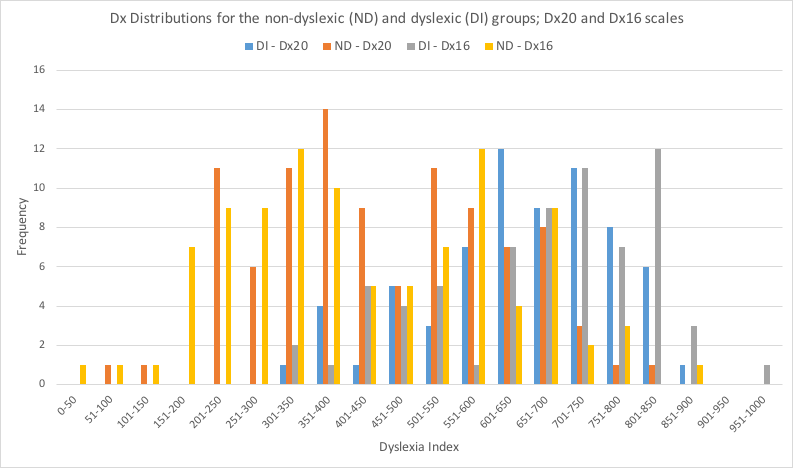 Dx Distributions for the non-dyslexic (ND) and dyslexic (DI) groups; Dx20 and Dx16 scales
DI - Dx20 ND - Dx20 DI - Dx16 ND - Dx16
16
14
12
10
8
6
4
2
0
Frequency
0-50 51-100 101-150 151-200 201-250 251-300 301-350 351-400 401-450 451-500 501-550 551-600 601-650 651-700 701-750 751-800 801-850 851-900 901-950 951-1000
Dyslexia Index